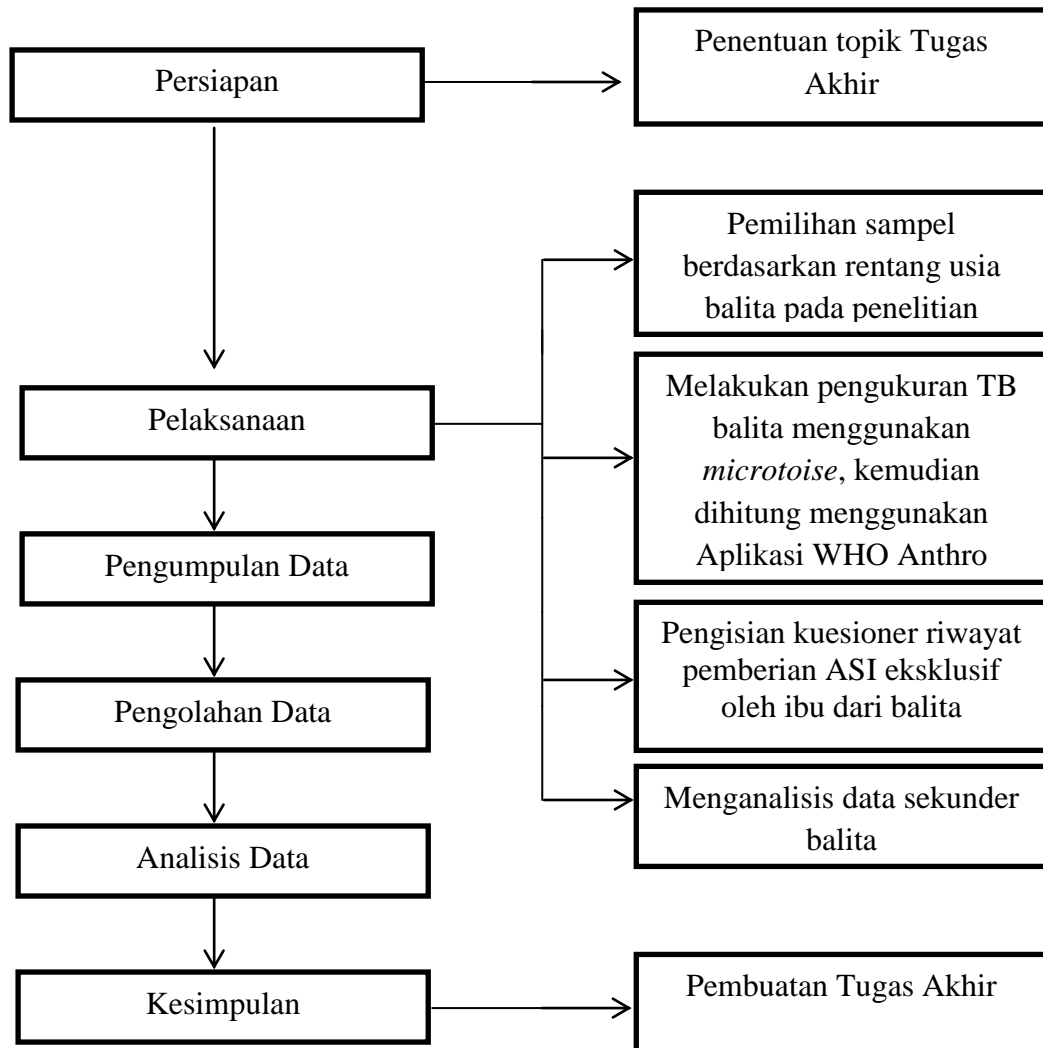 Persiapan
Penentuan topik Tugas
Akhir
Pemilihan sampel
berdasarkan rentang usia
balita pada penelitian
Pelaksanaan
Melakukan pengukuran TB
balita menggunakan
microtoise, kemudian
dihitung menggunakan
Aplikasi WHO Anthro
Pengumpulan Data
Pengisian kuesioner riwayat
pemberian ASI eksklusif
oleh ibu dari balita
Pengolahan Data
Menganalisis data sekunder
balita
Analisis Data
Kesimpulan
Pembuatan Tugas Akhir